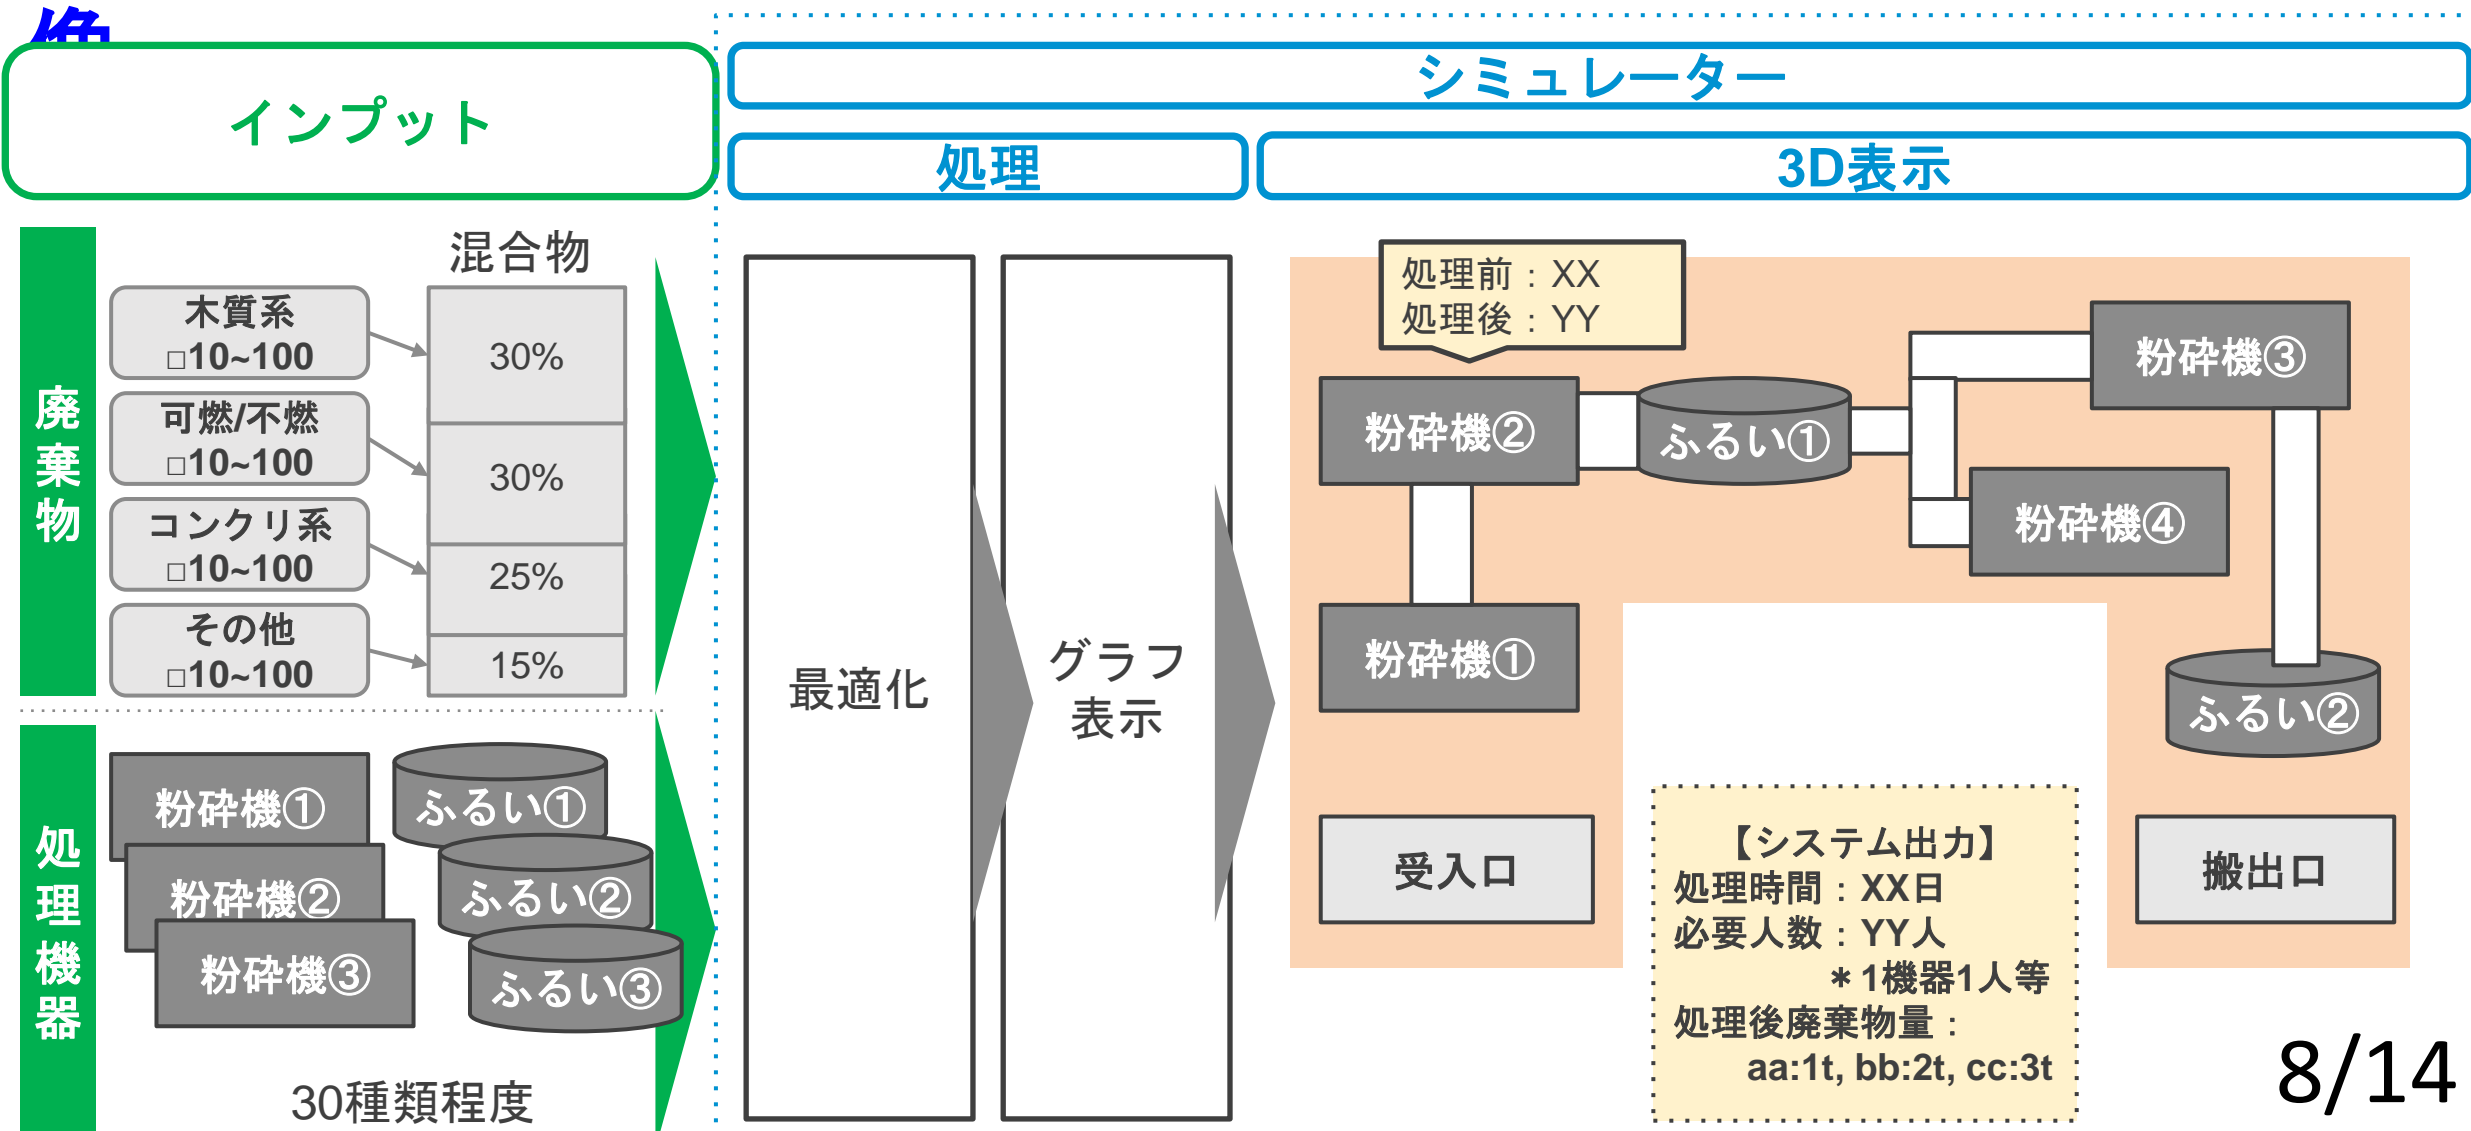 像
インプット
シミュレーター
処理
3D表示
廃棄物
混合物
木質系
□10~100
可燃/不燃
□10~100
コンクリ系
□10~100
その他
□10~100
30%
30%
25%
15%
処理機器
粉砕機①
粉砕機②
粉砕機③
ふるい①
ふるい②
ふるい③
30種類程度
最適化
グラフ
表示
処理前：XX
処理後：YY
粉砕機②
ふるい①
粉砕機③
粉砕機④
粉砕機①
ふるい②
受入口
搬出口
【システム出力】
処理時間：XX日
必要人数：YY人
＊1機器1人等
処理後廃棄物量：
aa:1t, bb:2t, cc:3t
8/14